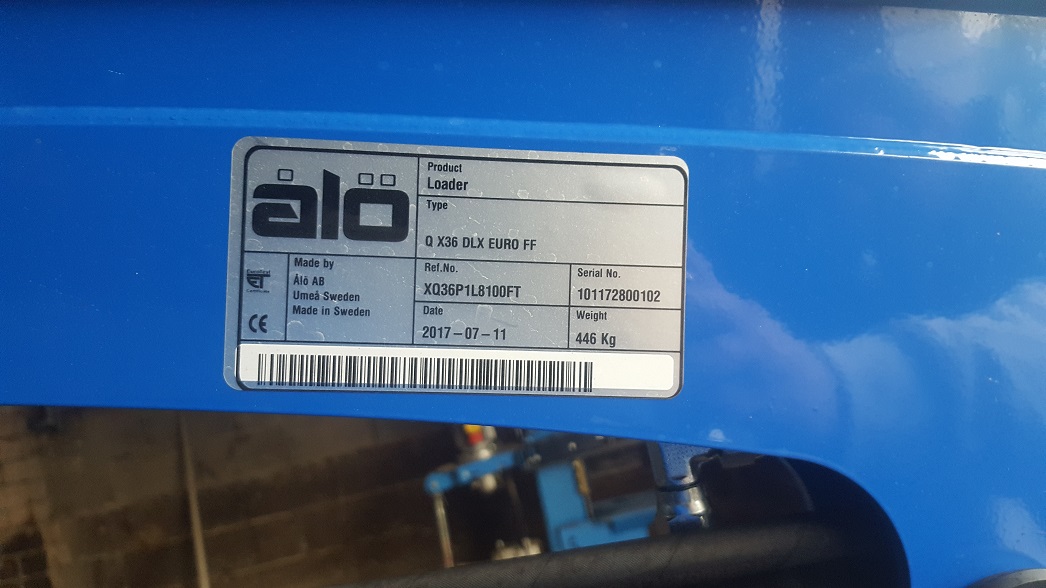 ålö
Product
Loader
Type
Q X36 DLX EURO FF
Made by
Ålö AB
Umeå Sweden
Made in Sweden
Ref.No.
XQ36P1L8100FT
Serial No.
101172800102
Date
2017-07-11
Weight
446 Kg
CE